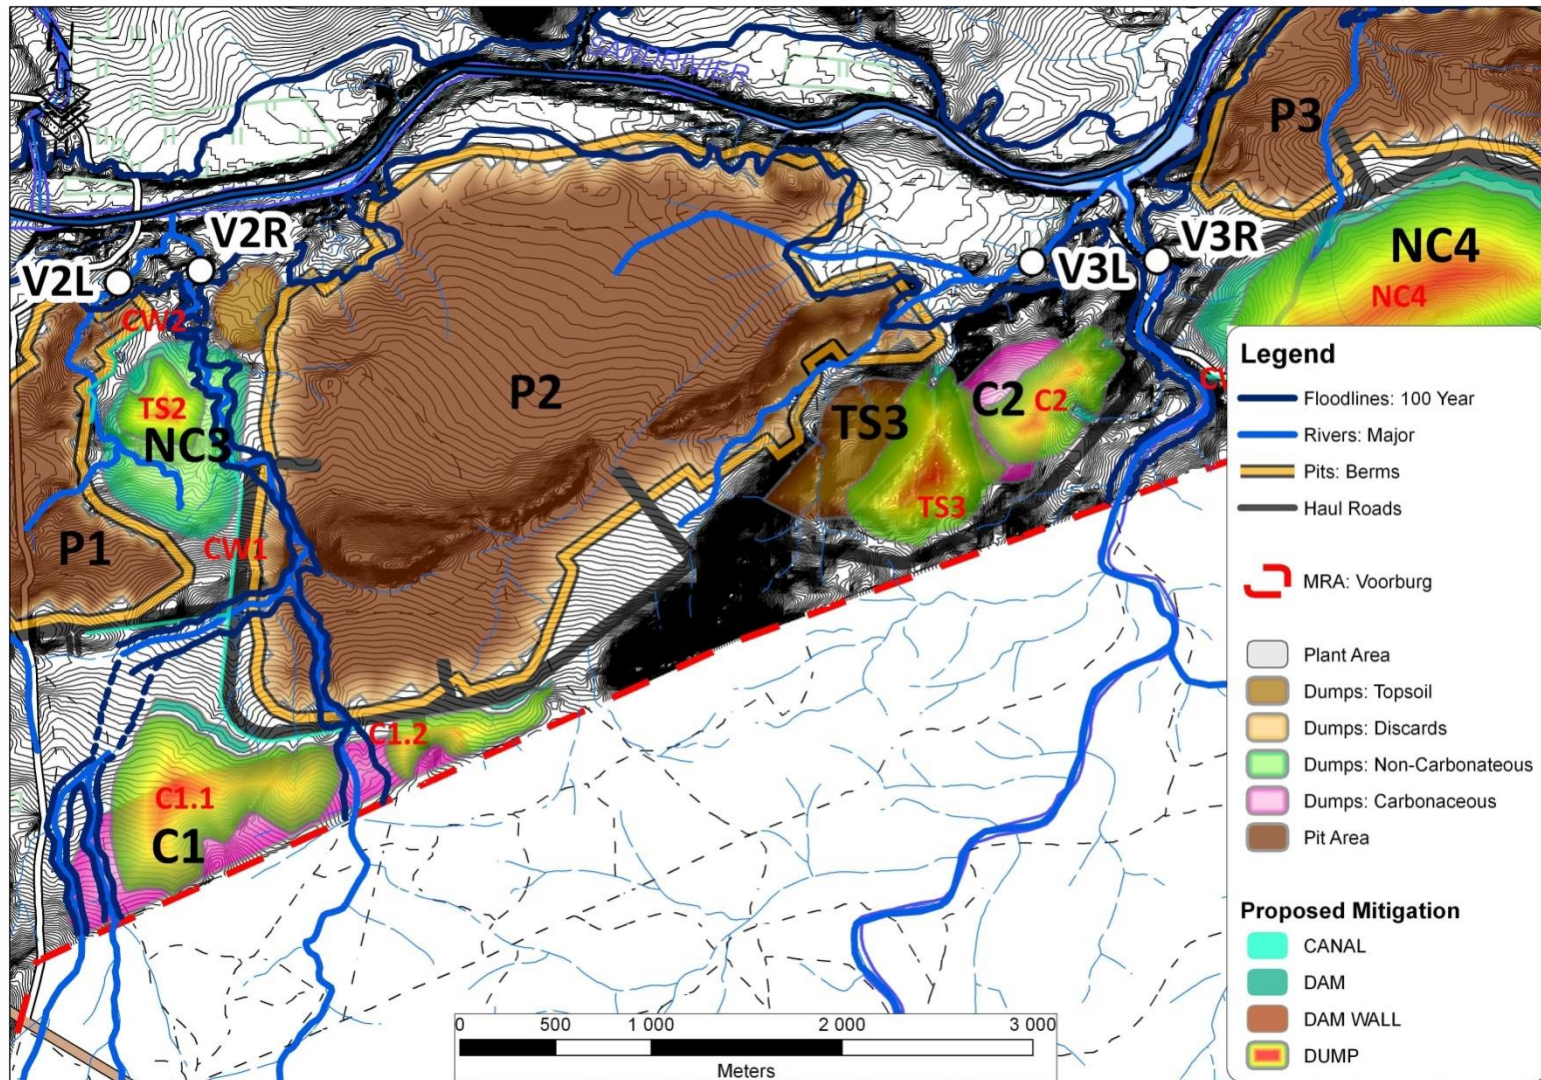 N
SANDRIVIER
P3
V2R
V3R
V2L
V3L
NC4
NC4
CW2
TS2
NC3
P2
TS3
C2
C2
TS3
P1
CW1
C1.2
C1.1
C1
Legend
Floodlines: 100 Year
Rivers: Major
Pits: Berms
Haul Roads
MRA: Voorburg
Plant Area
Dumps: Topsoil
Dumps: Discards
Dumps: Non-Carbonateous
Dumps: Carbonaceous
Pit Area
Proposed Mitigation
CANAL
DAM
DAM WALL
DUMP
0 500 1 000 2 000 3 000
Meters